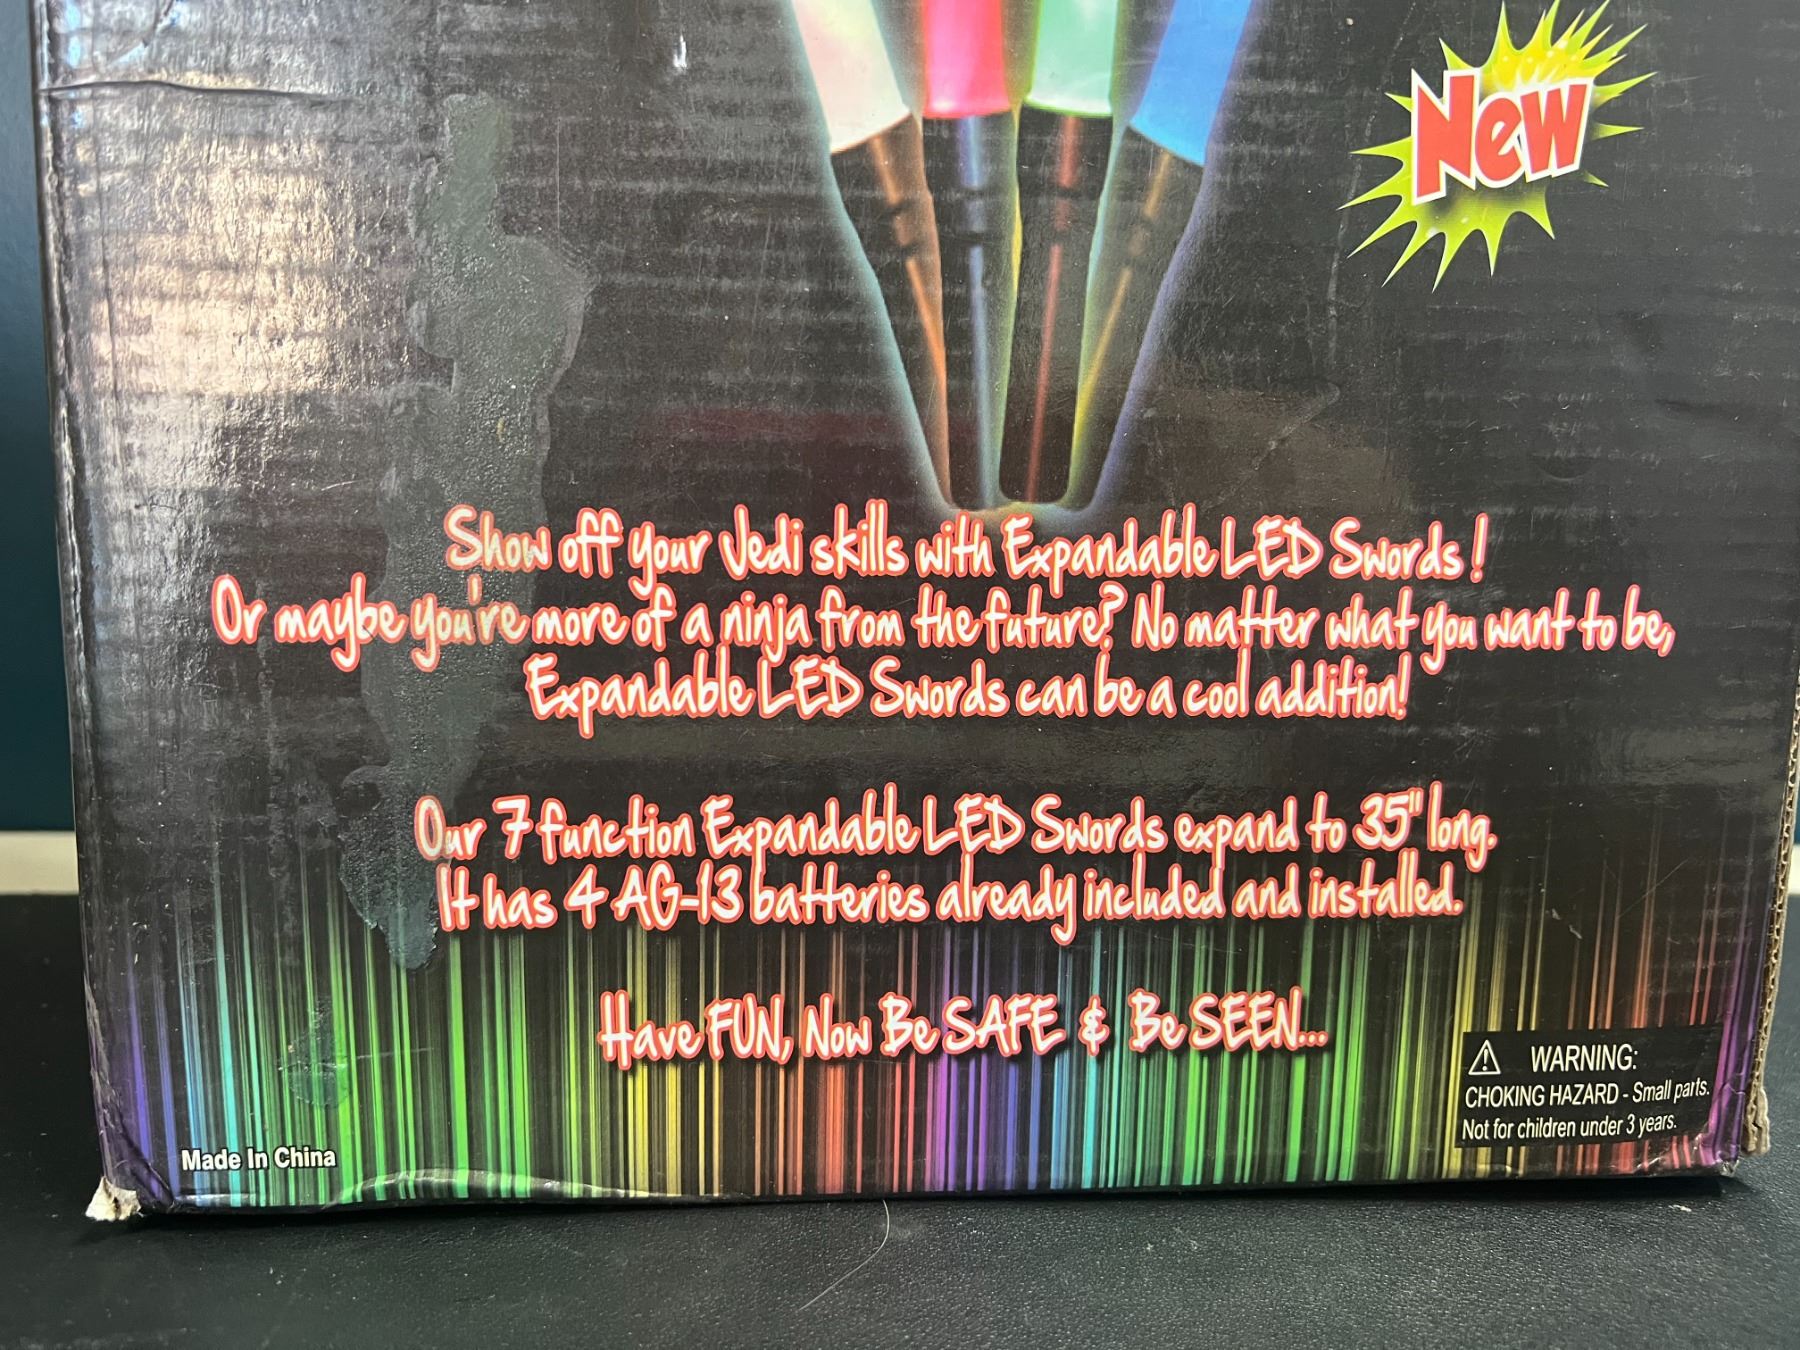 New
Show off your Jedi skills with Expandable LED Swords!
Or maybe you're more of a ninja from the future? No matter what you want to be,
Expandable LED Swords can be a cool addition!
Our 7 function Expandable LED Swords expand to 35" long.
It has 4 AG-13 batteries already included and installed.
Have FUN, Now Be SAFE & Be SEEN...
WARNING:
CHOKING HAZARD - Small parts.
Not for children under 3 years.
Made In China